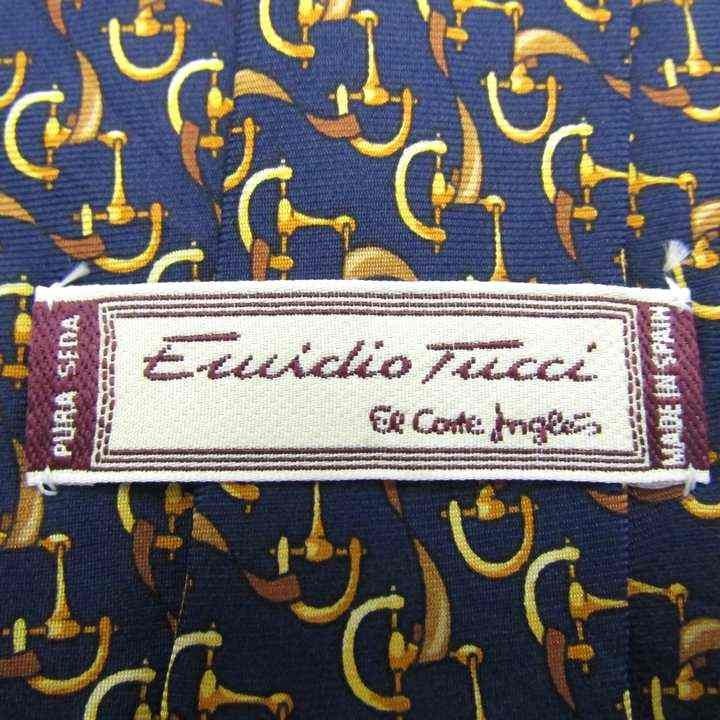 PURA SEDA
Emidio Tucci
El Corte Inglés
MADE IN SPAIN